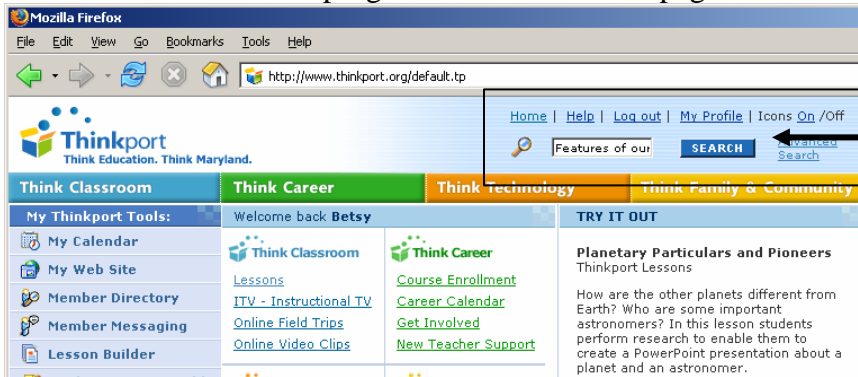 Mozilla Firefox
File Edit View Go Bookmarks Tools Help
http://www.thinkport.org/default.tp
Home | Help | Log out | My Profile | Icons On /Off
Thinkport
Think Education. Think Maryland.
Features of our SEARCH Advanced Search
Think Classroom Think Career Think Technology Think Family & Community
My Thinkport Tools:
My Calendar
My Web Site
Member Directory
Member Messaging
Lesson Builder
Welcome back Betsy
Think Classroom
Lessons
ITV - Instructional TV
Online Field Trips
Online Video Clips
Think Career
Course Enrollment
Career Calendar
Get Involved
New Teacher Support
TRY IT OUT
Planetary Particulars and Pioneers
Thinkport Lessons
How are the other planets different from
Earth? Who are some important
astronomers? In this lesson students
perform research to enable them to
create a PowerPoint presentation about a
planet and an astronomer.